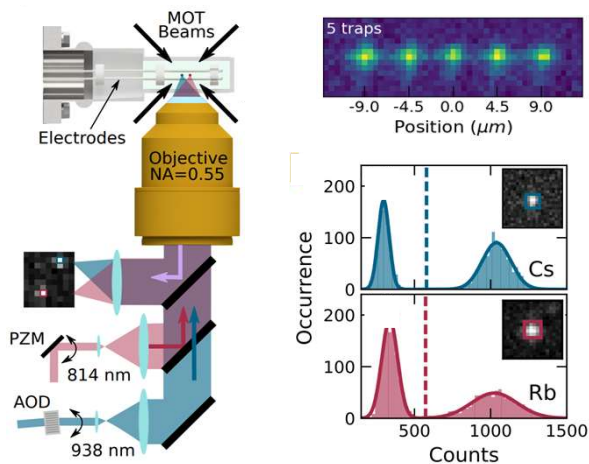 MOT
Beams
Electrodes
Objective
NA=0.55
PZM
814 nm
AOD
938 nm
5 traps
-9.0 -4.5 0.0 4.5 9.0
Position (μm)
Occurrence
200
100
0
Cs
200
100
0
Rb
500 1000 1500
Counts